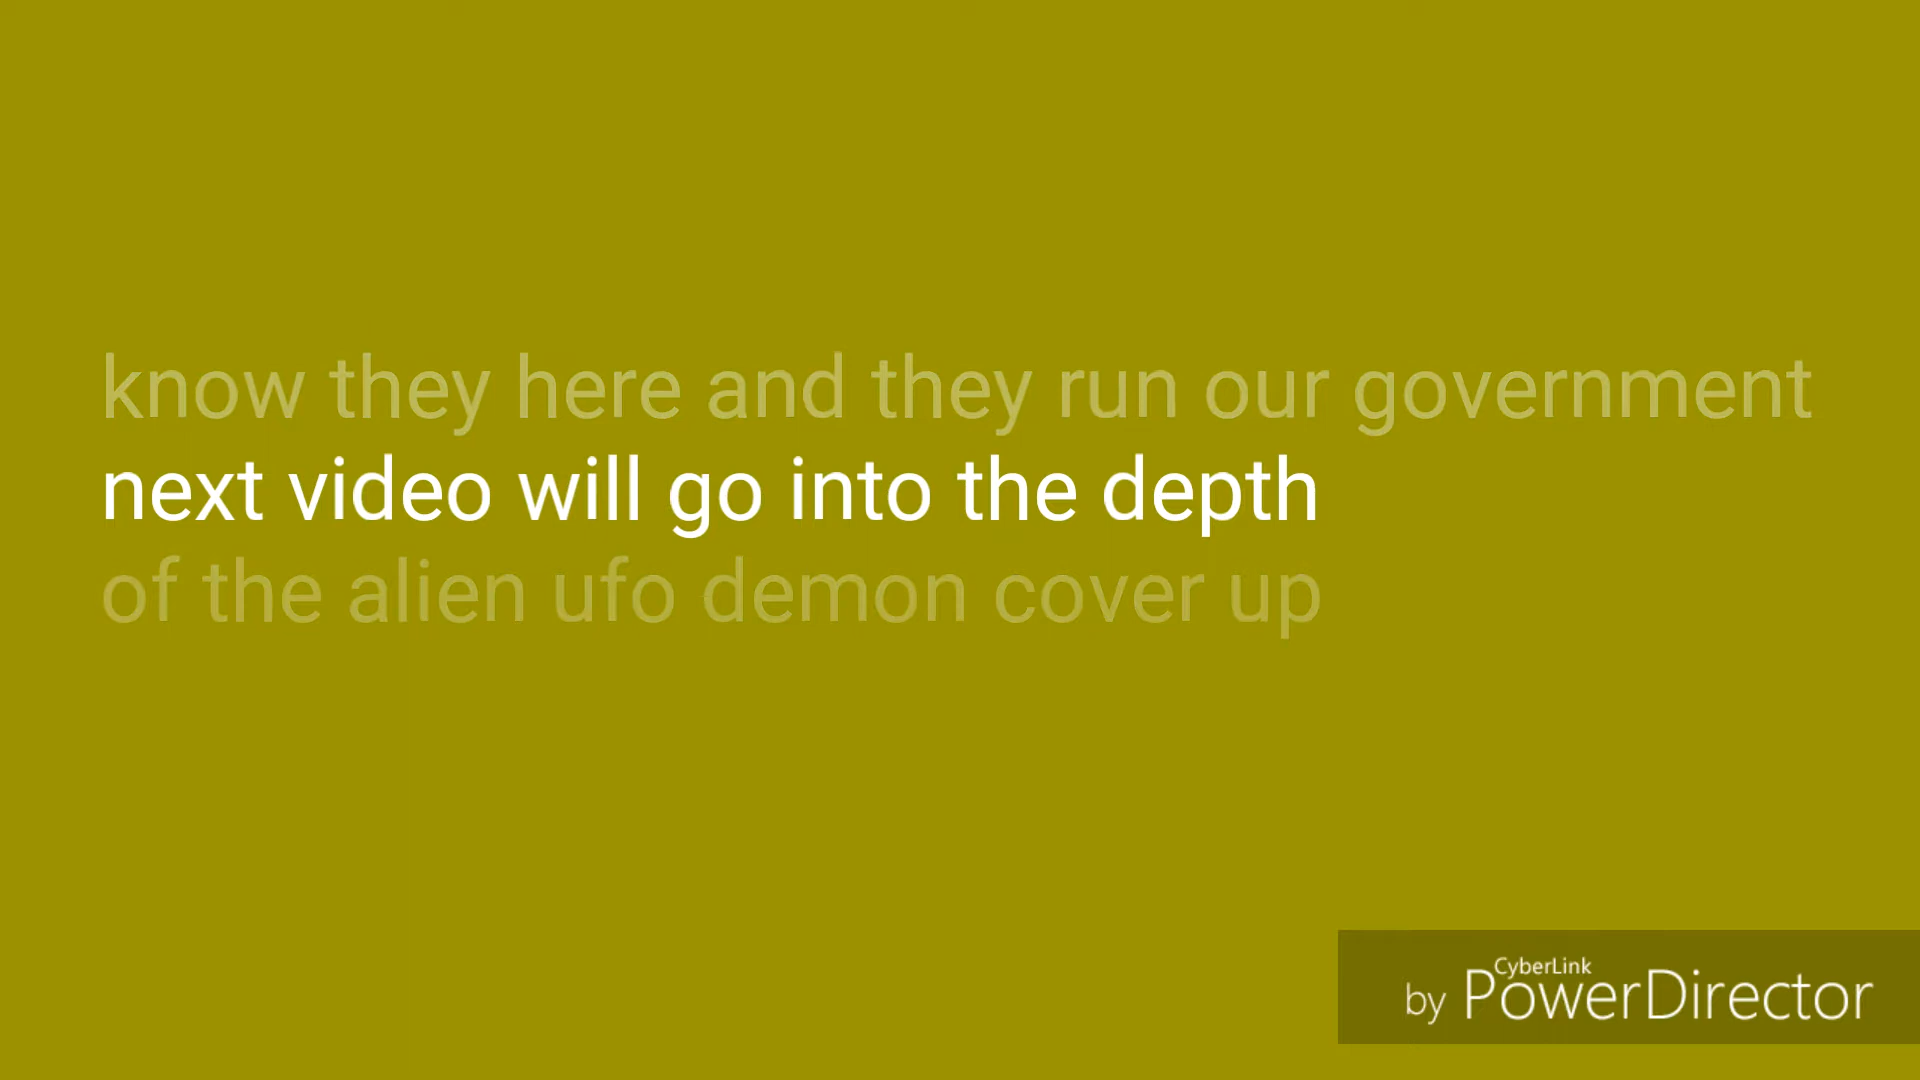 know they here and they run our government
next video will go into the depth
of the alien ufo demon cover up
by CyberLink PowerDirector